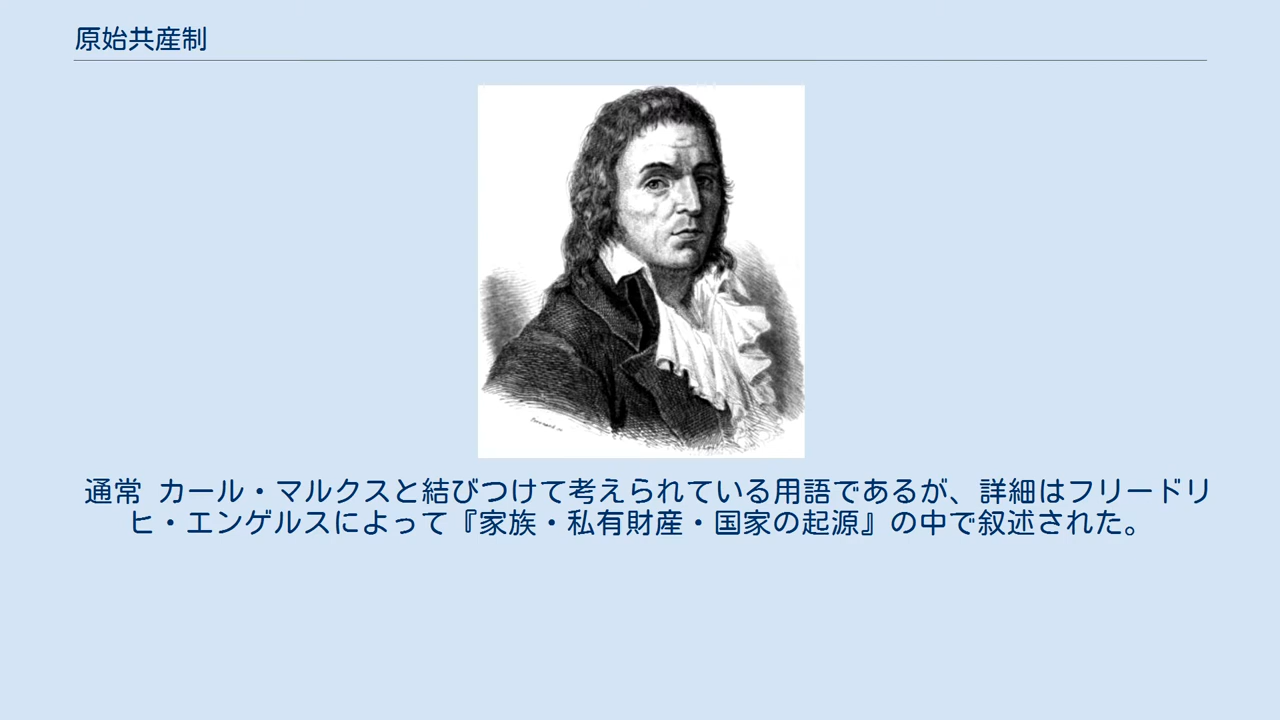 原始共産制
通常 カール・マルクスと結びつけて考えられている用語であるが、詳細はフリードリ
ヒ・エンゲルスによって『家族・私有財産・国家の起源』の中で叙述された。